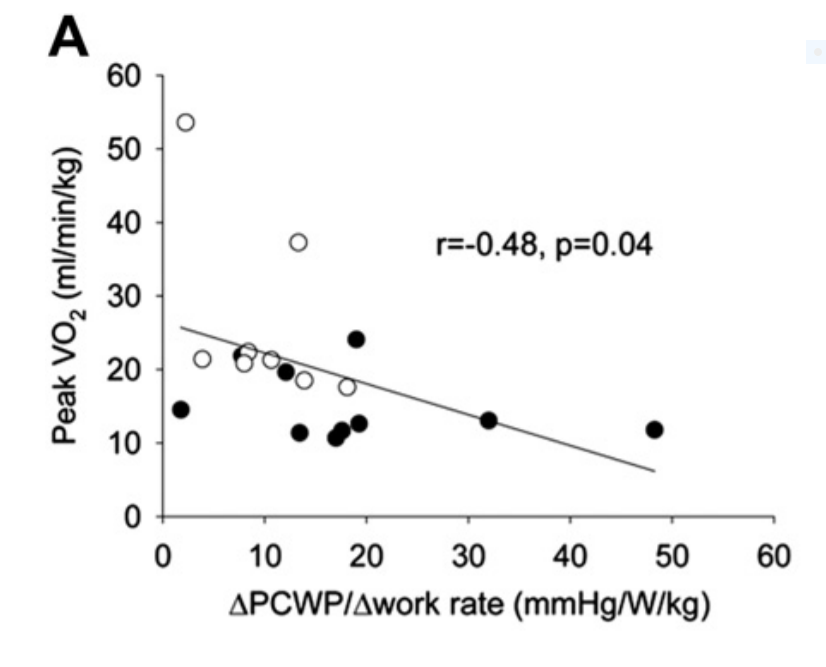 A
60
50
40
30
20
10
0
Peak VO₂ (ml/min/kg)
r=-0.48, p=0.04
0 10 20 30 40 50 60
ΔPCWP/Δwork rate (mmHg/W/kg)